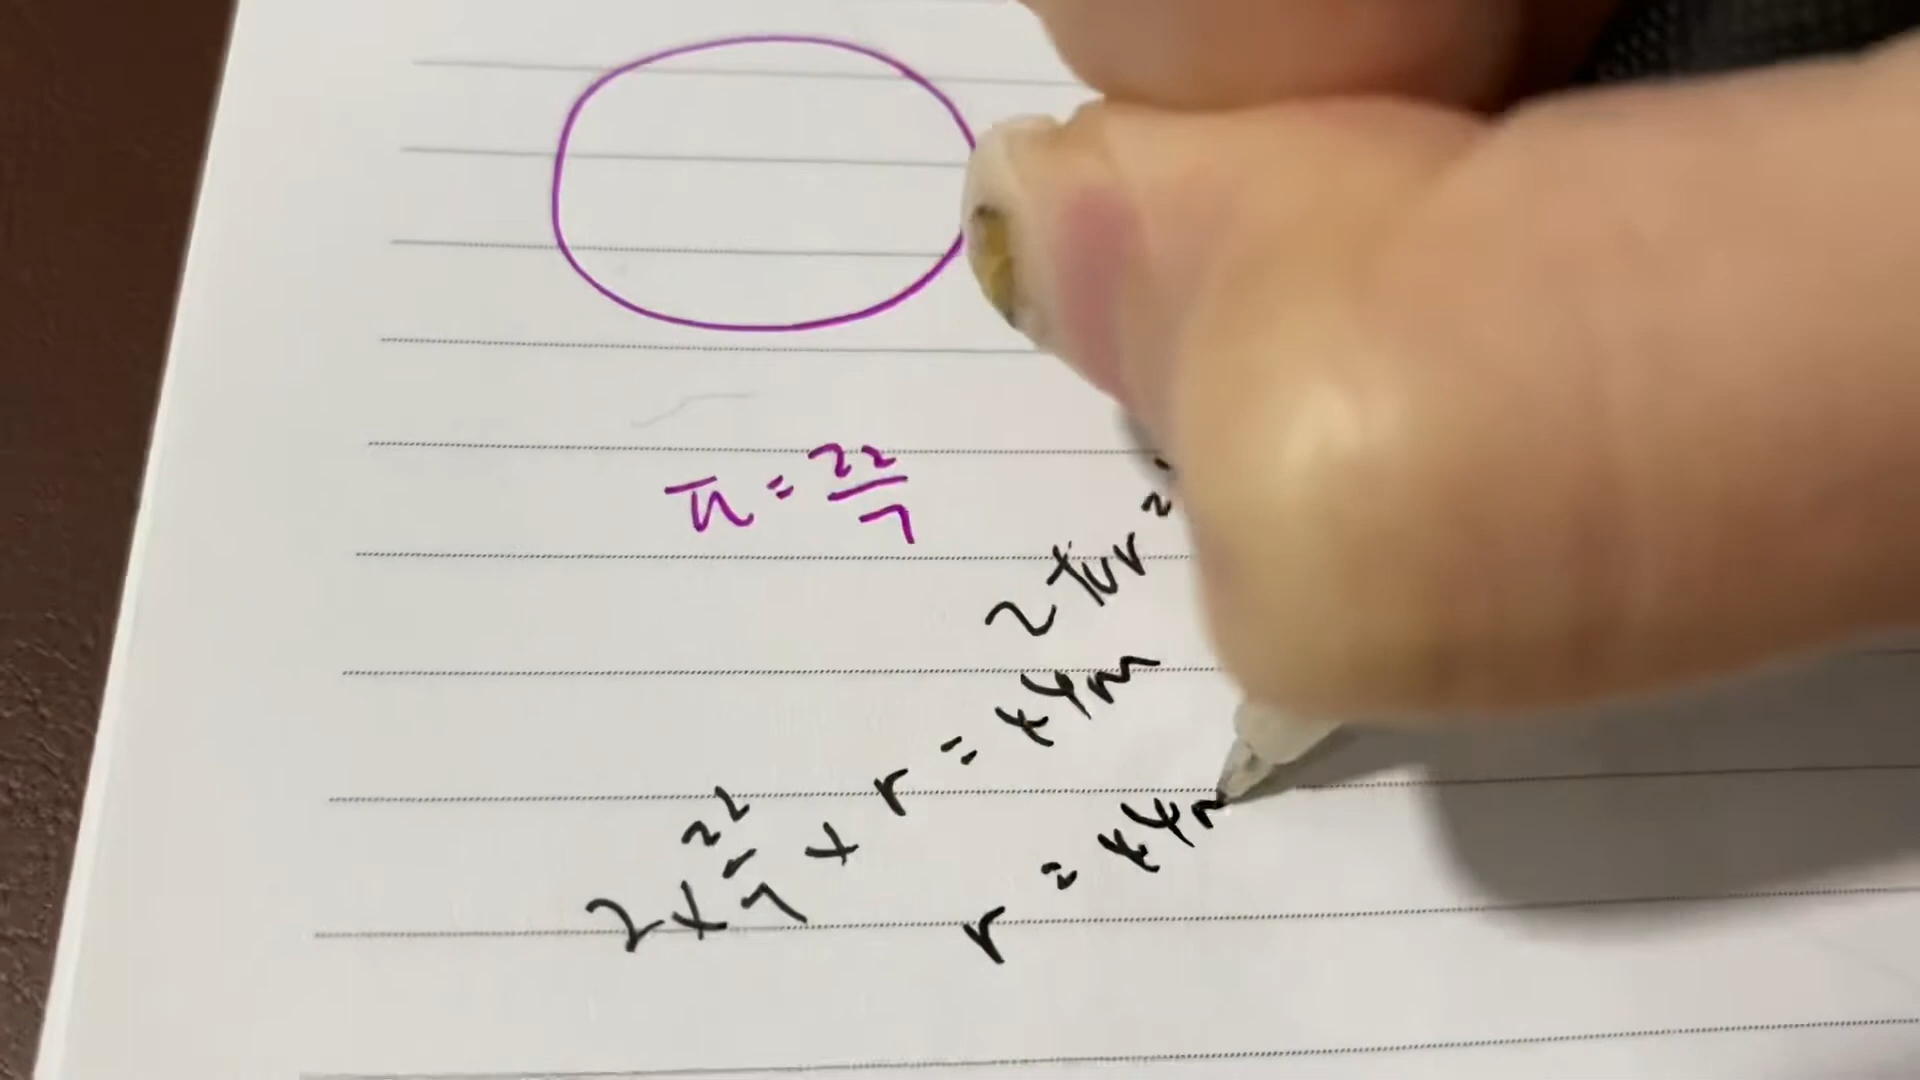 π = 22/7
2πr =
2 × 22/7 × r = 44m
r = 44m